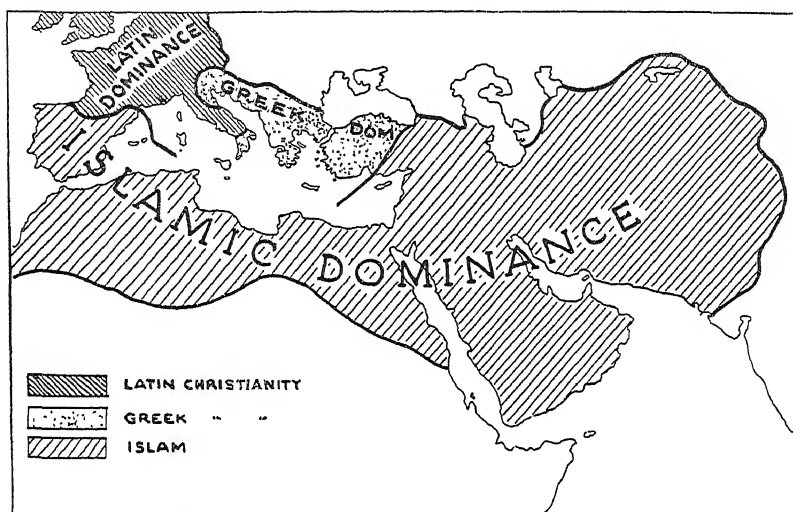 LATIN
DOMINANCE
GREEK
DOM.
ISLAMIC DOMINANCE
LATIN CHRISTIANITY
GREEK " "
ISLAM